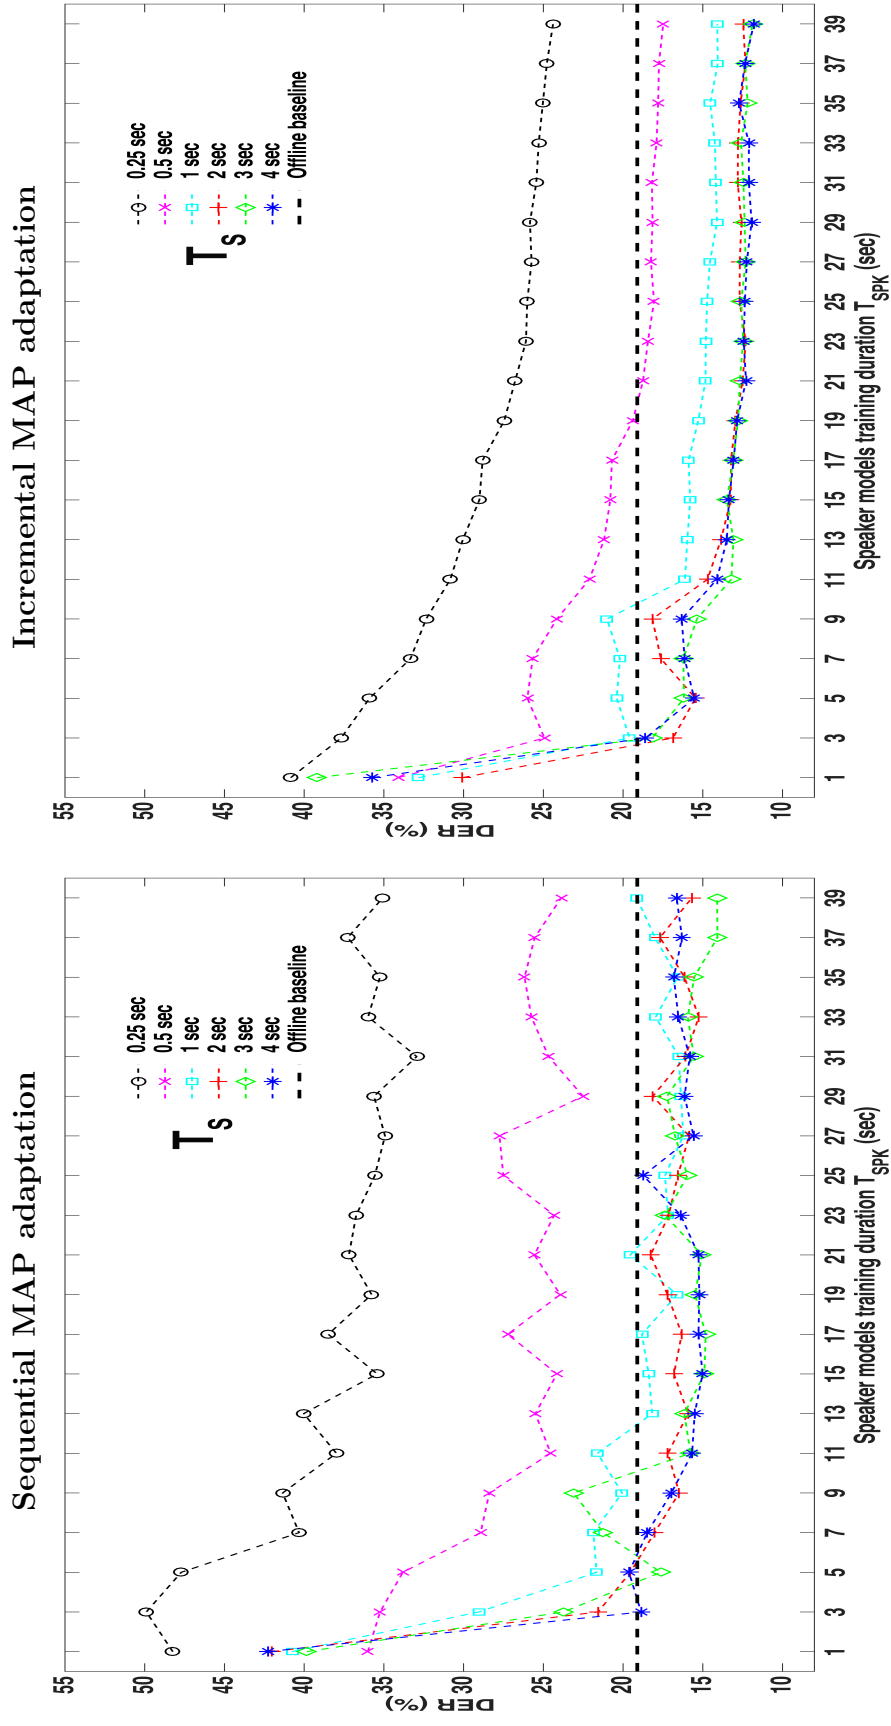 Sequential MAP adaptation
55
50
45
40
35
30
25
20
15
10
DER (%)
1 3 5 7 9 11 13 15 17 19 21 23 25 27 29 31 33 35 37 39
Speaker models training duration T_SPK (sec)
T_S
0.25 sec
0.5 sec
1 sec
2 sec
3 sec
4 sec
Offline baseline
Incremental MAP adaptation
55
50
45
40
35
30
25
20
15
10
DER (%)
1 3 5 7 9 11 13 15 17 19 21 23 25 27 29 31 33 35 37 39
Speaker models training duration T_SPK (sec)
T_S
0.25 sec
0.5 sec
1 sec
2 sec
3 sec
4 sec
Offline baseline